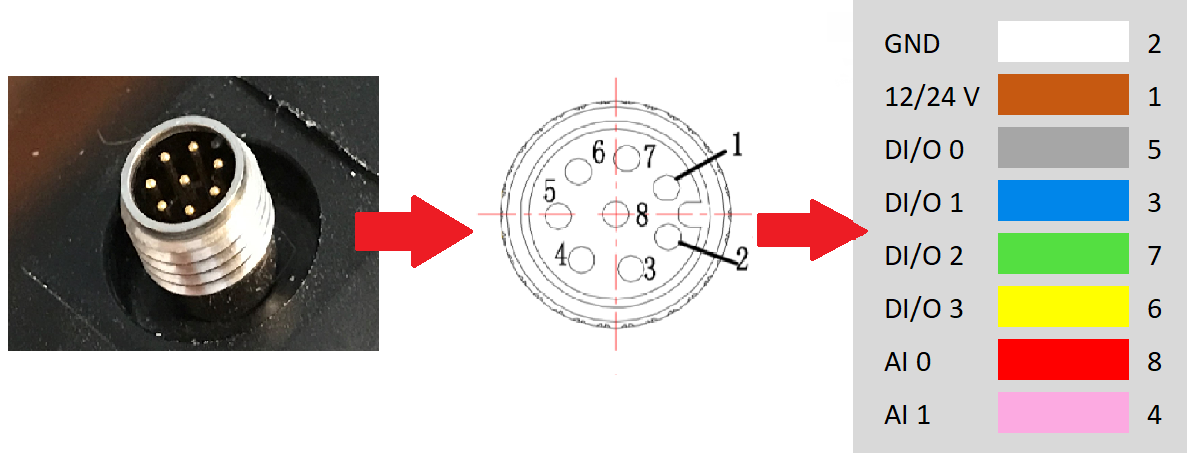 6 7 1
5 8
4 3 2
GND 2
12/24 V 1
DI/O 0 5
DI/O 1 3
DI/O 2 7
DI/O 3 6
AI 0 8
AI 1 4